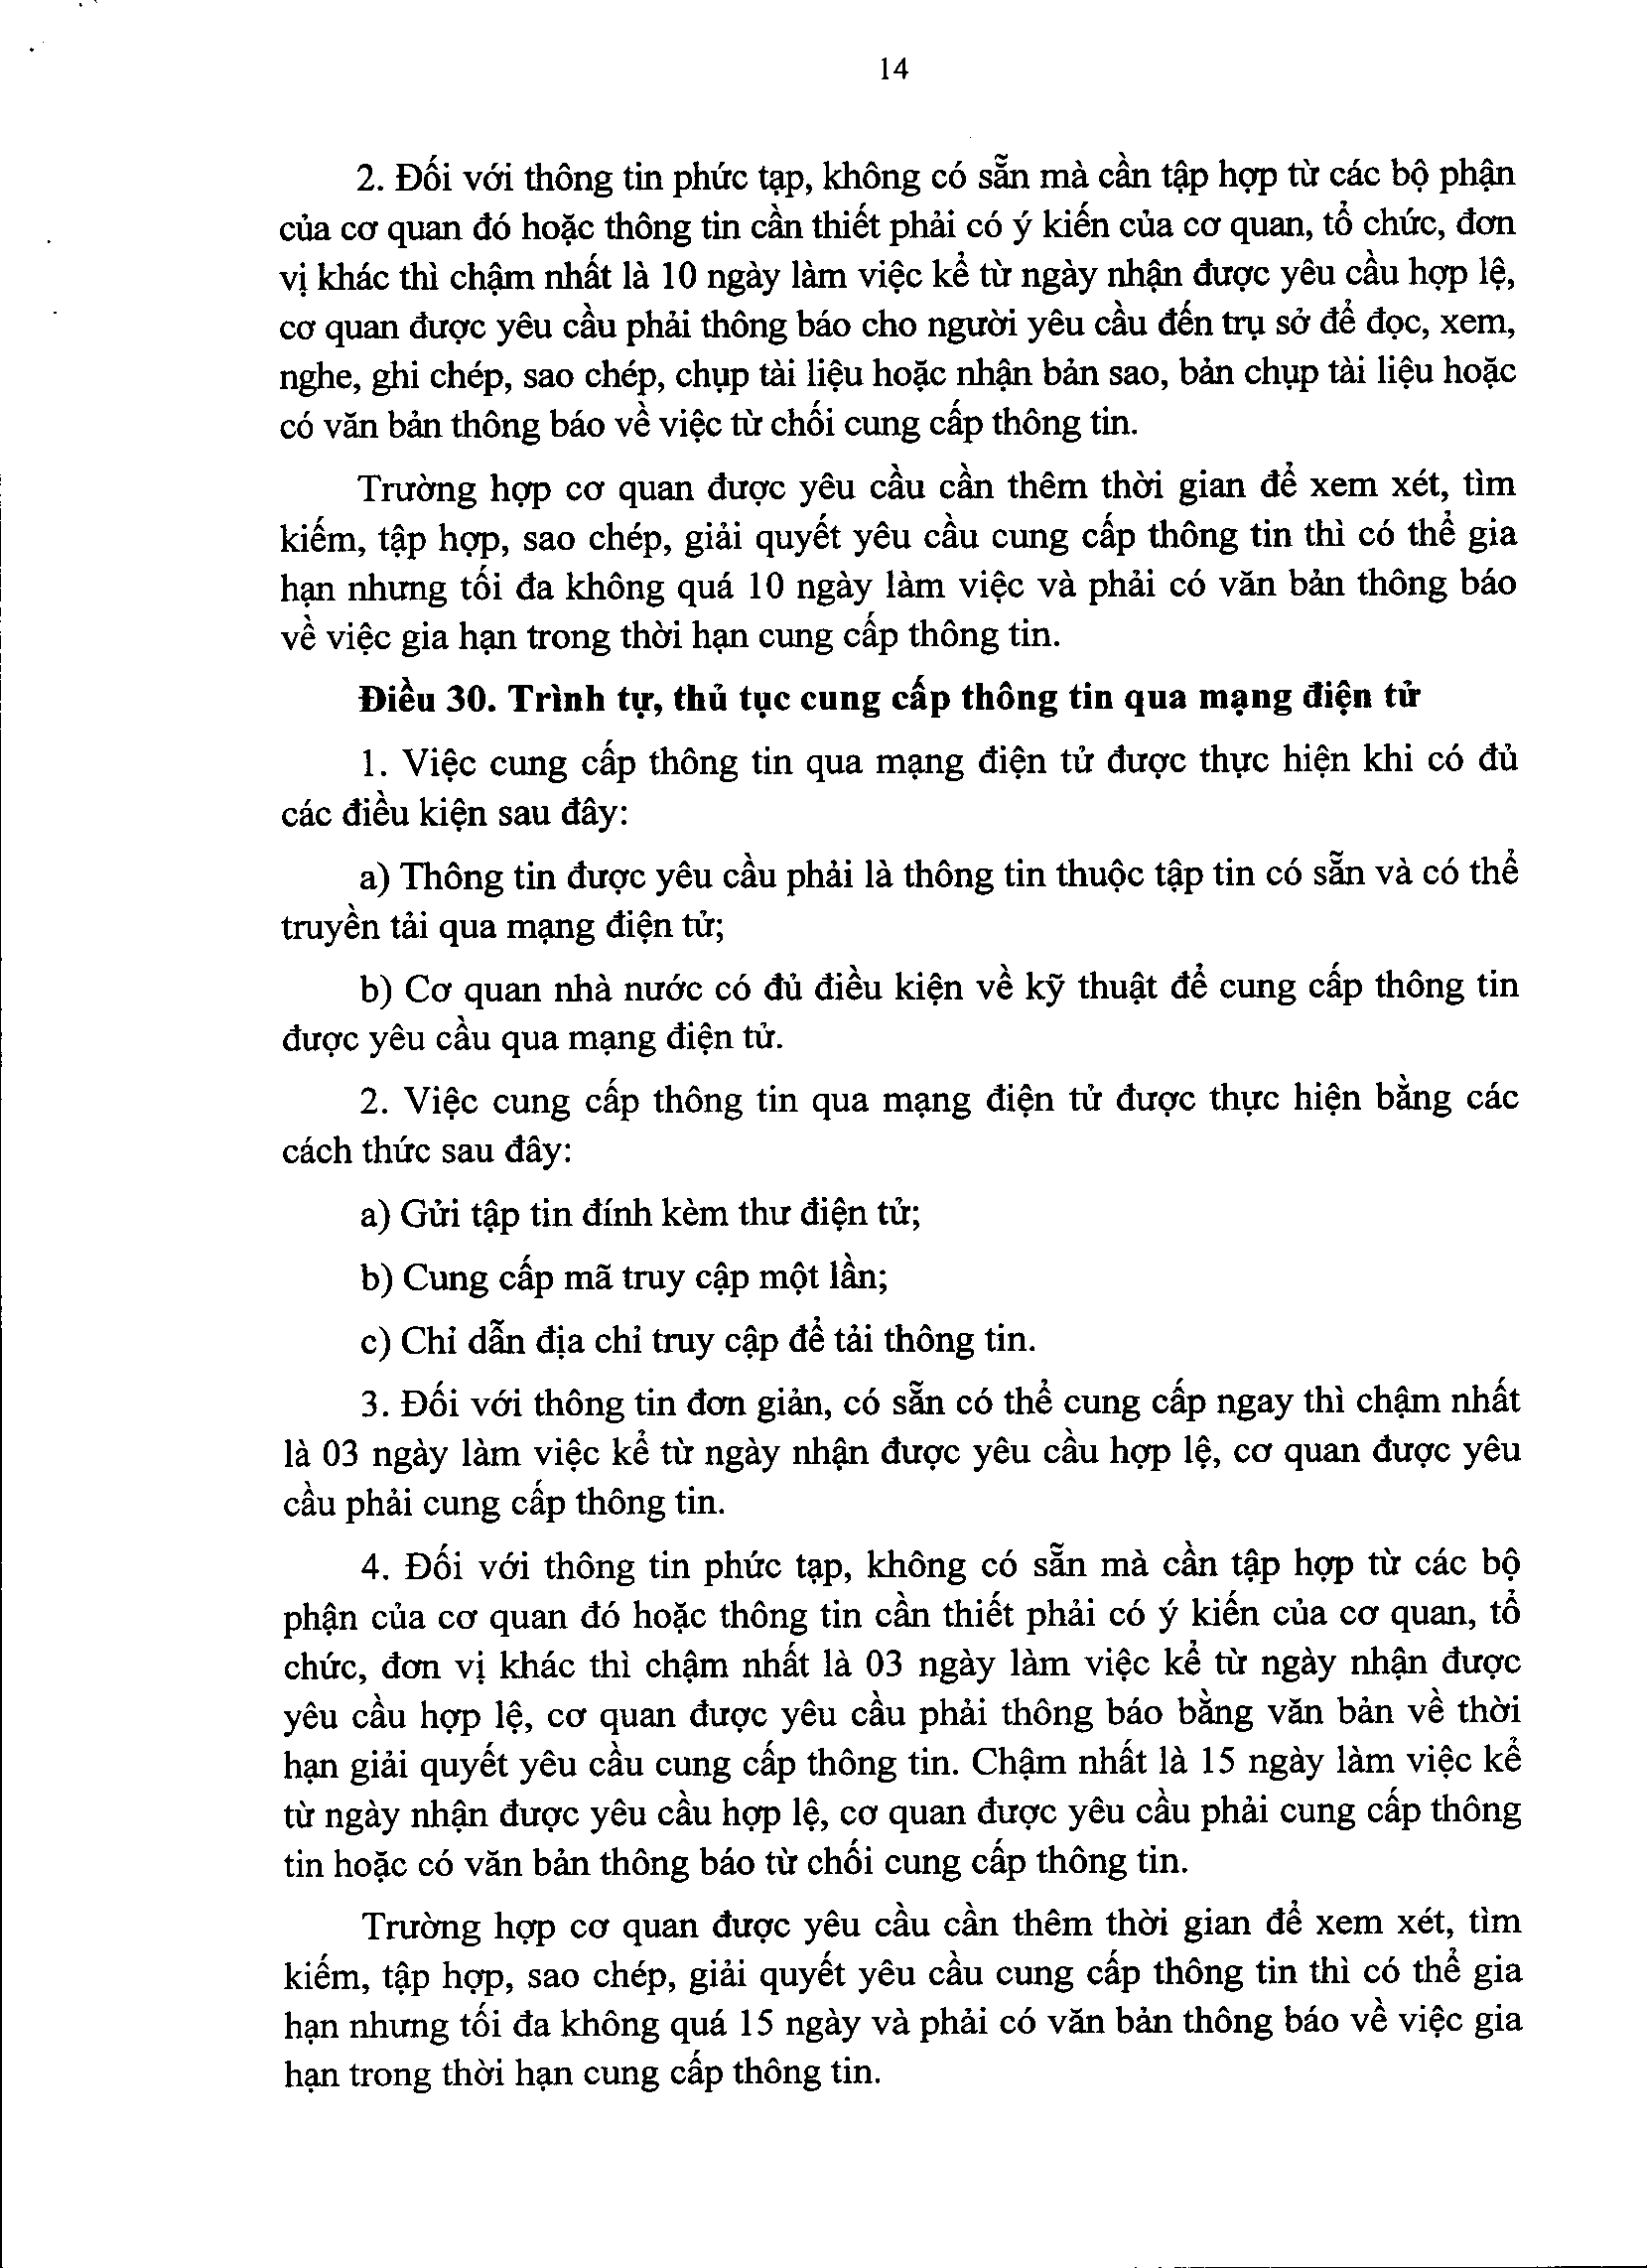 14
2. Đối với thông tin phức tạp, không có sẵn mà cần tập hợp từ các bộ phận
của cơ quan đó hoặc thông tin cần thiết phải có ý kiến của cơ quan, tổ chức, đơn
vị khác thì chậm nhất là 10 ngày làm việc kể từ ngày nhận được yêu cầu hợp lệ,
cơ quan được yêu cầu phải thông báo cho người yêu cầu đến trụ sở để đọc, xem,
nghe, ghi chép, sao chép, chụp tài liệu hoặc nhận bản sao, bản chụp tài liệu hoặc
có văn bản thông báo về việc từ chối cung cấp thông tin.
Trường hợp cơ quan được yêu cầu cần thêm thời gian để xem xét, tìm
kiếm, tập hợp, sao chép, giải quyết yêu cầu cung cấp thông tin thì có thể gia
hạn nhưng tối đa không quá 10 ngày làm việc và phải có văn bản thông báo
về việc gia hạn trong thời hạn cung cấp thông tin.
Điều 30. Trình tự, thủ tục cung cấp thông tin qua mạng điện tử
1. Việc cung cấp thông tin qua mạng điện tử được thực hiện khi có đủ
các điều kiện sau đây:
a) Thông tin được yêu cầu phải là thông tin thuộc tập tin có sẵn và có thể
truyền tải qua mạng điện tử;
b) Cơ quan nhà nước có đủ điều kiện về kỹ thuật để cung cấp thông tin
được yêu cầu qua mạng điện tử.
2. Việc cung cấp thông tin qua mạng điện tử được thực hiện bằng các
cách thức sau đây:
a) Gửi tập tin đính kèm thư điện tử;
b) Cung cấp mã truy cập một lần;
c) Chỉ dẫn địa chỉ truy cập để tải thông tin.
3. Đối với thông tin đơn giản, có sẵn có thể cung cấp ngay thì chậm nhất
là 03 ngày làm việc kể từ ngày nhận được yêu cầu hợp lệ, cơ quan được yêu
cầu phải cung cấp thông tin.
4. Đối với thông tin phức tạp, không có sẵn mà cần tập hợp từ các bộ
phận của cơ quan đó hoặc thông tin cần thiết phải có ý kiến của cơ quan, tổ
chức, đơn vị khác thì chậm nhất là 03 ngày làm việc kể từ ngày nhận được
yêu cầu hợp lệ, cơ quan được yêu cầu phải thông báo bằng văn bản về thời
hạn giải quyết yêu cầu cung cấp thông tin. Chậm nhất là 15 ngày làm việc kể
từ ngày nhận được yêu cầu hợp lệ, cơ quan được yêu cầu phải cung cấp thông
tin hoặc có văn bản thông báo từ chối cung cấp thông tin.
Trường hợp cơ quan được yêu cầu cần thêm thời gian để xem xét, tìm
kiếm, tập hợp, sao chép, giải quyết yêu cầu cung cấp thông tin thì có thể gia
hạn nhưng tối đa không quá 15 ngày và phải có văn bản thông báo về việc gia
hạn trong thời hạn cung cấp thông tin.